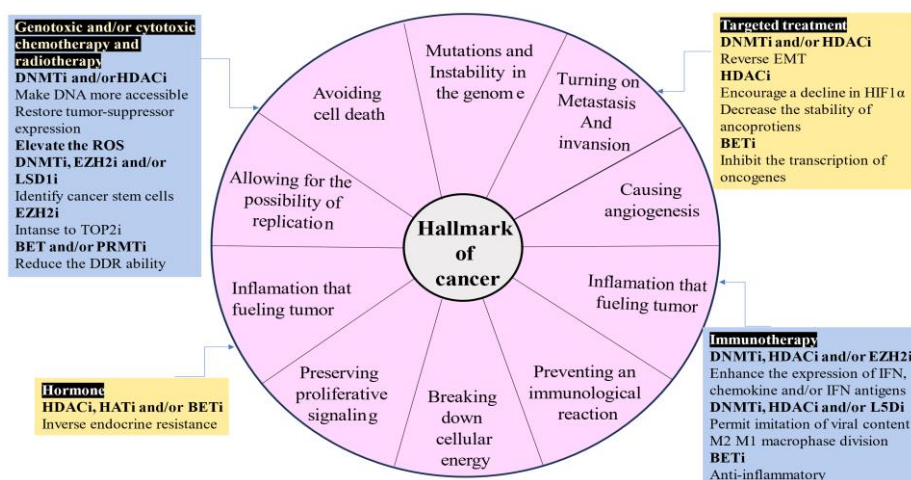 Genotoxic and/or cytotoxic
chemotherapy and
radiotherapy
DNMTi and/orHDACi
Make DNA more accessible
Restore tumor-suppressor
expression
Elevate the ROS
DNMTi, EZH2i and/or
LSD1i
Identify cancer stem cells
EZH2i
Intanse to TOP2i
BET and/or PRMTi
Reduce the DDR ability
Hormone
HDACi, HATi and/or BETi
Inverse endocrine resistance
Mutations and
Instability in
the genome
Turning on
Metastasis
And
invansion
Causing
angiogenesis
Inflamation that
fueling tumor
Preventing an
immunological
reaction
Breaking
down
cellular
energy
Preserving
proliferative
signaling
Inflamation that
fueling tumor
Allowing for the
possibility of
replication
Avoiding
cell death
Hallmark
of
cancer
Targeted treatment
DNMTi and/or HDACi
Reverse EMT
HDACi
Encourage a decline in HIF1α
Decrease the stability of
ancoprotiens
BETi
Inhibit the transcription of
oncogenes
Immunotherapy
DNMTi, HDACi and/or EZH2i
Enhance the expression of IFN,
chemokine and/or IFN antigens
DNMTi, HDACi and/or L5Di
Permit imitation of viral content
M2 M1 macrophase division
BETi
Anti-inflammatory